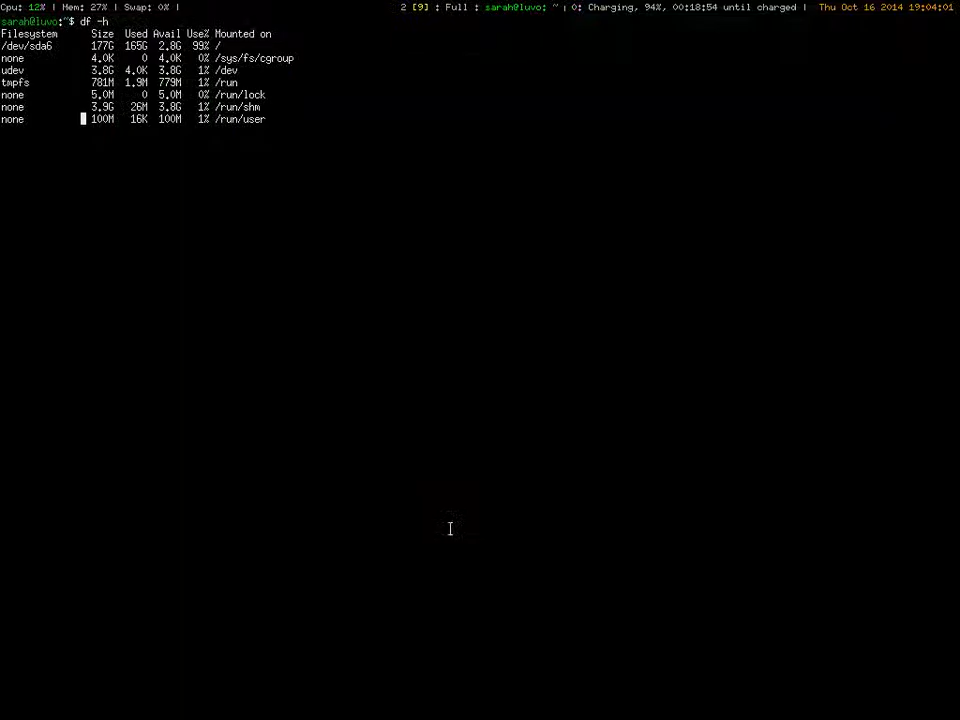 Cpu: 12% | Mem: 27% | Swap: 0% | 2 [9] : Full : sarah@luvo: ~ | 0: Charging, 94%, 00:18:54 until charged | Thu Oct 16 2014 19:04:01
sarah@luvo:~$ df -h
Filesystem Size Used Avail Use% Mounted on
/dev/sda6 177G 165G 2.8G 99% /
none 4.0K 0 4.0K 0% /sys/fs/cgroup
udev 3.8G 4.0K 3.8G 1% /dev
tmpfs 781M 1.9M 779M 1% /run
none 5.0M 0 5.0M 0% /run/lock
none 3.9G 26M 3.8G 1% /run/shm
none 100M 16K 100M 1% /run/user